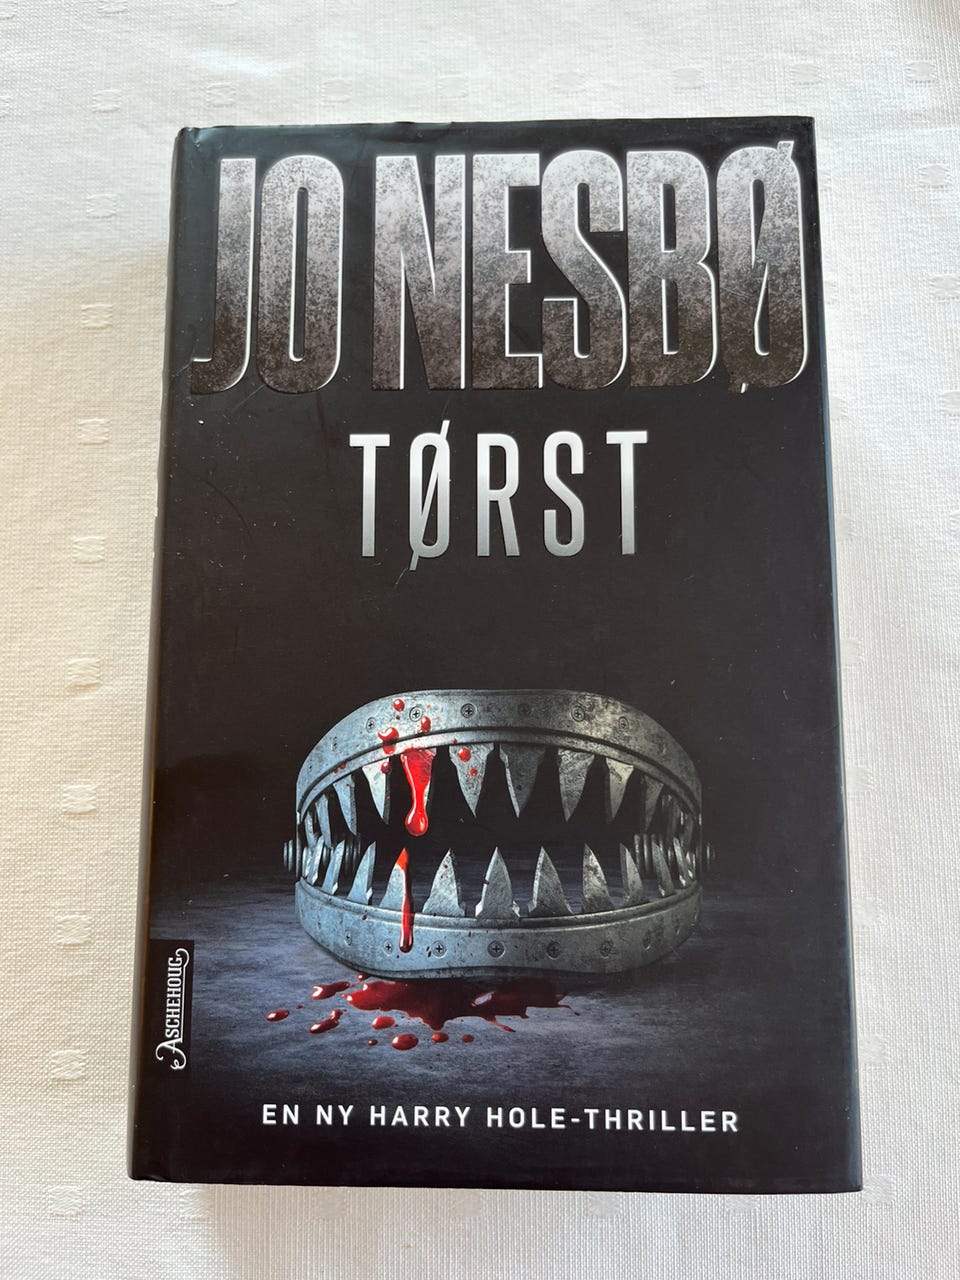 JO NESBØ
TØRST
ASCHEHOUG
EN NY HARRY HOLE-THRILLER